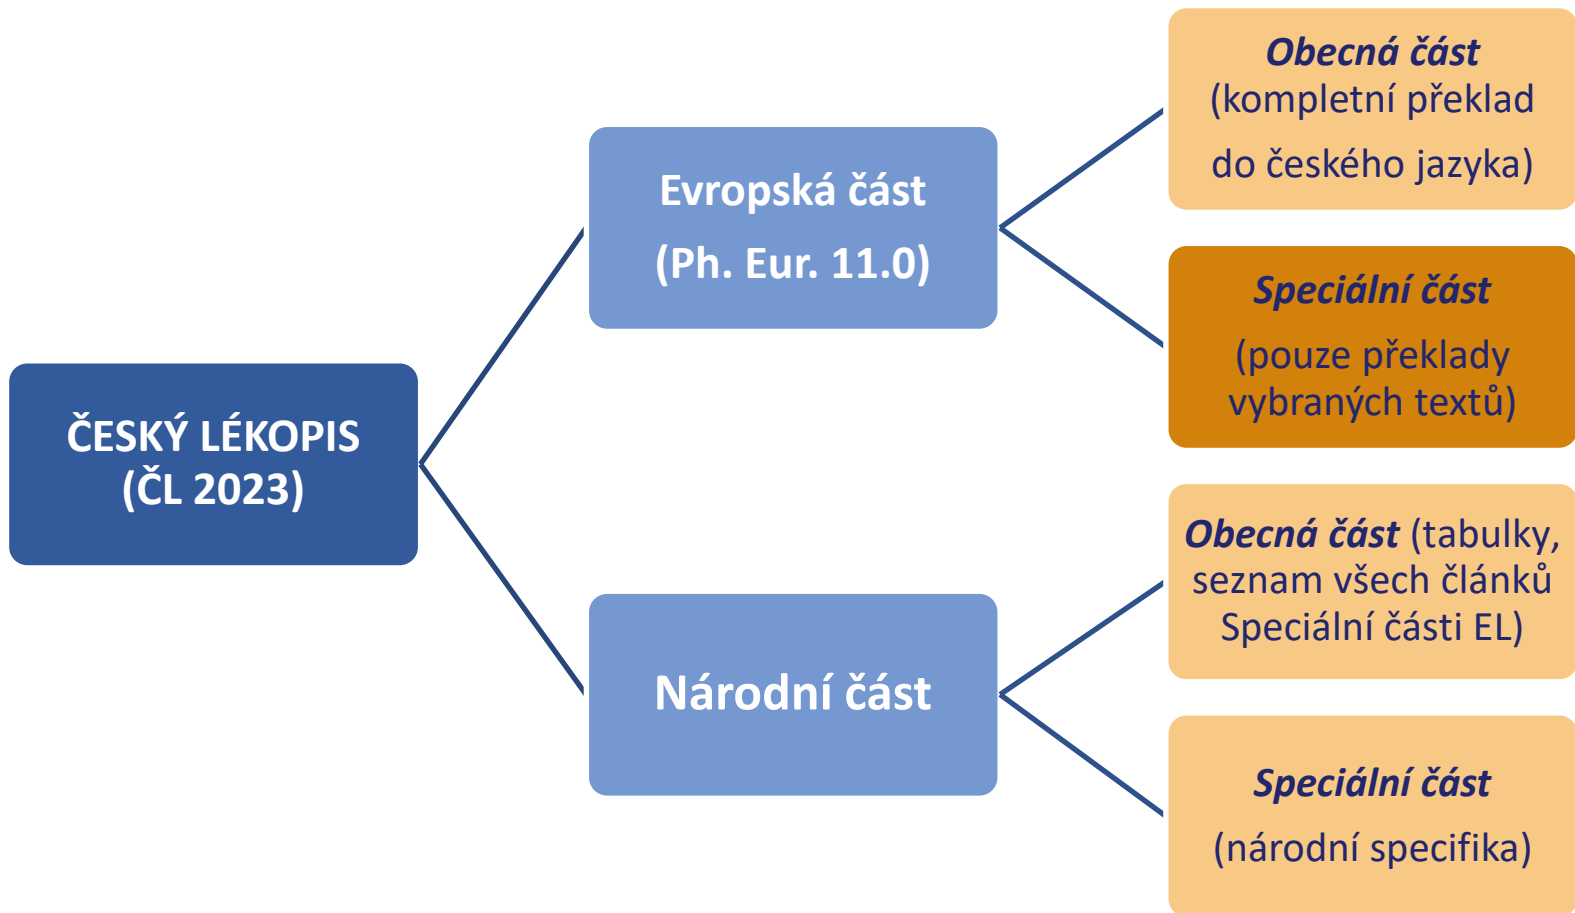 ČESKÝ LÉKOPIS
(ČL 2023)
Evropská část
(Ph. Eur. 11.0)
Národní část
Obecná část
(kompletní překlad
do českého jazyka)
Speciální část
(pouze překlady
vybraných textů)
Obecná část (tabulky,
seznam všech článků
Speciální části EL)
Speciální část
(národní specifika)